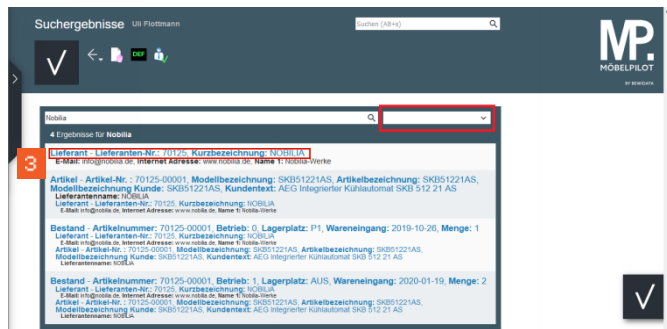 Suchergebnisse Uli Flottmann
Suchen (Alt+s)
DEF
MP.
MÖBELPILOT
BY BEWIDATA
Nobilia
4 Ergebnisse für Nobilia
3
Lieferant - Lieferanten-Nr.: 70125, Kurzbezeichnung: NOBILIA
E-Mail: info@nobilia.de, Internet Adresse: www.nobilia.de, Name 1: Nobilia-Werke
Artikel - Artikel-Nr. : 70125-00001, Modellbezeichnung: SKB51221AS, Artikelbezeichnung: SKB51221AS,
Modellbezeichnung Kunde: SKB51221AS, Kundentext: AEG Integrierter Kühlautomat SKB 512 21 AS
Lieferantenname: NOBILIA
Lieferant - Lieferanten-Nr.: 70125, Kurzbezeichnung: NOBILIA
E-Mail: info@nobilia.de, Internet Adresse: www.nobilia.de, Name 1: Nobilia-Werke
Bestand - Artikelnummer: 70125-00001, Betrieb: 0, Lagerplatz: P1, Wareneingang: 2019-10-26, Menge: 1
Lieferant - Lieferanten-Nr.: 70125, Kurzbezeichnung: NOBILIA
E-Mail: info@nobilia.de, Internet Adresse: www.nobilia.de, Name 1: Nobilia-Werke
Artikel - Artikel-Nr. : 70125-00001, Modellbezeichnung: SKB51221AS, Artikelbezeichnung: SKB51221AS,
Modellbezeichnung Kunde: SKB51221AS, Kundentext: AEG Integrierter Kühlautomat SKB 512 21 AS
Lieferantenname: NOBILIA
Bestand - Artikelnummer: 70125-00001, Betrieb: 1, Lagerplatz: AUS, Wareneingang: 2020-01-19, Menge: 2
Lieferant - Lieferanten-Nr.: 70125, Kurzbezeichnung: NOBILIA
E-Mail: info@nobilia.de, Internet Adresse: www.nobilia.de, Name 1: Nobilia-Werke
Artikel - Artikel-Nr. : 70125-00001, Modellbezeichnung: SKB51221AS, Artikelbezeichnung: SKB51221AS,
Modellbezeichnung Kunde: SKB51221AS, Kundentext: AEG Integrierter Kühlautomat SKB 512 21 AS
Lieferantenname: NOBILIA